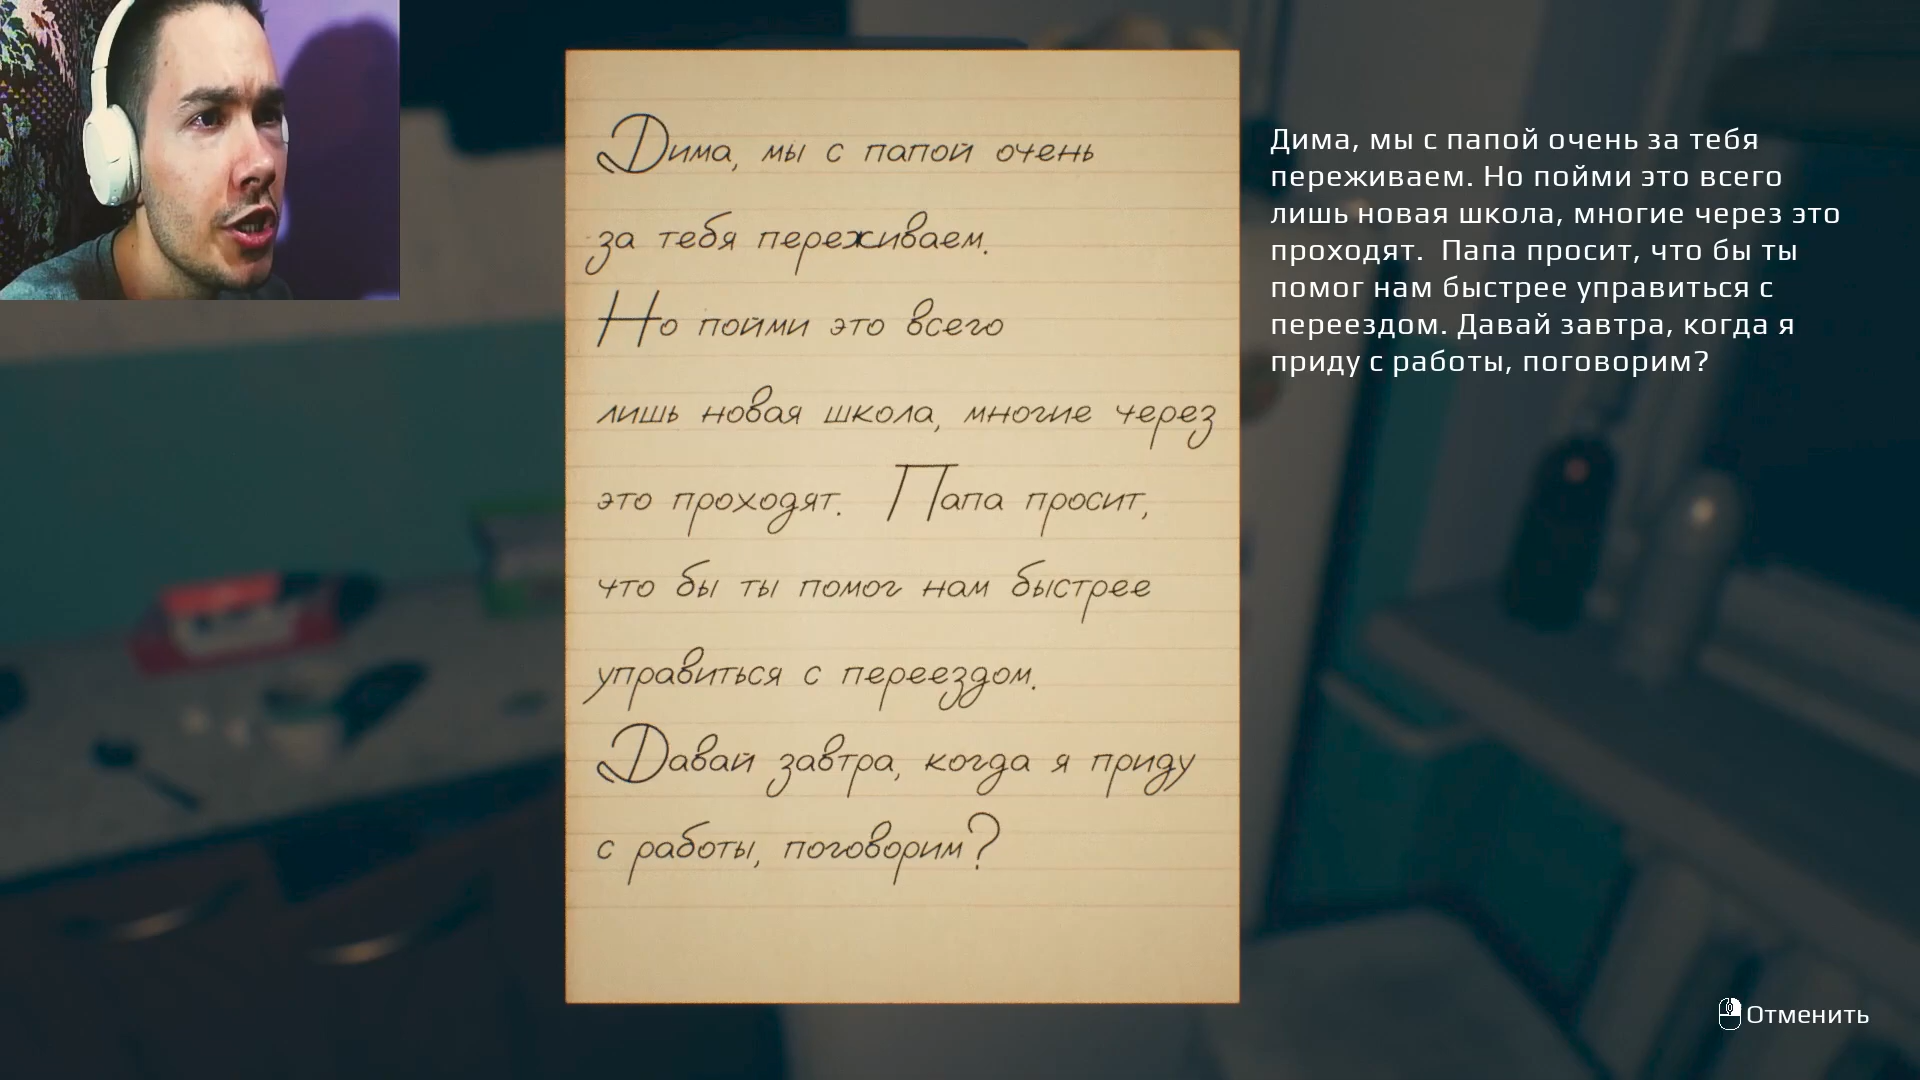 Дима, мы с папой очень
за тебя переживаем.
Но пойми это всего
лишь новая школа, многие через
это проходят. Папа просит,
что бы ты помог нам быстрее
управиться с переездом.
Давай завтра, когда я приду
с работы, поговорим?
Дима, мы с папой очень за тебя
переживаем. Но пойми это всего
лишь новая школа, многие через это
проходят. Папа просит, что бы ты
помог нам быстрее управиться с
переездом. Давай завтра, когда я
приду с работы, поговорим?
Отменить